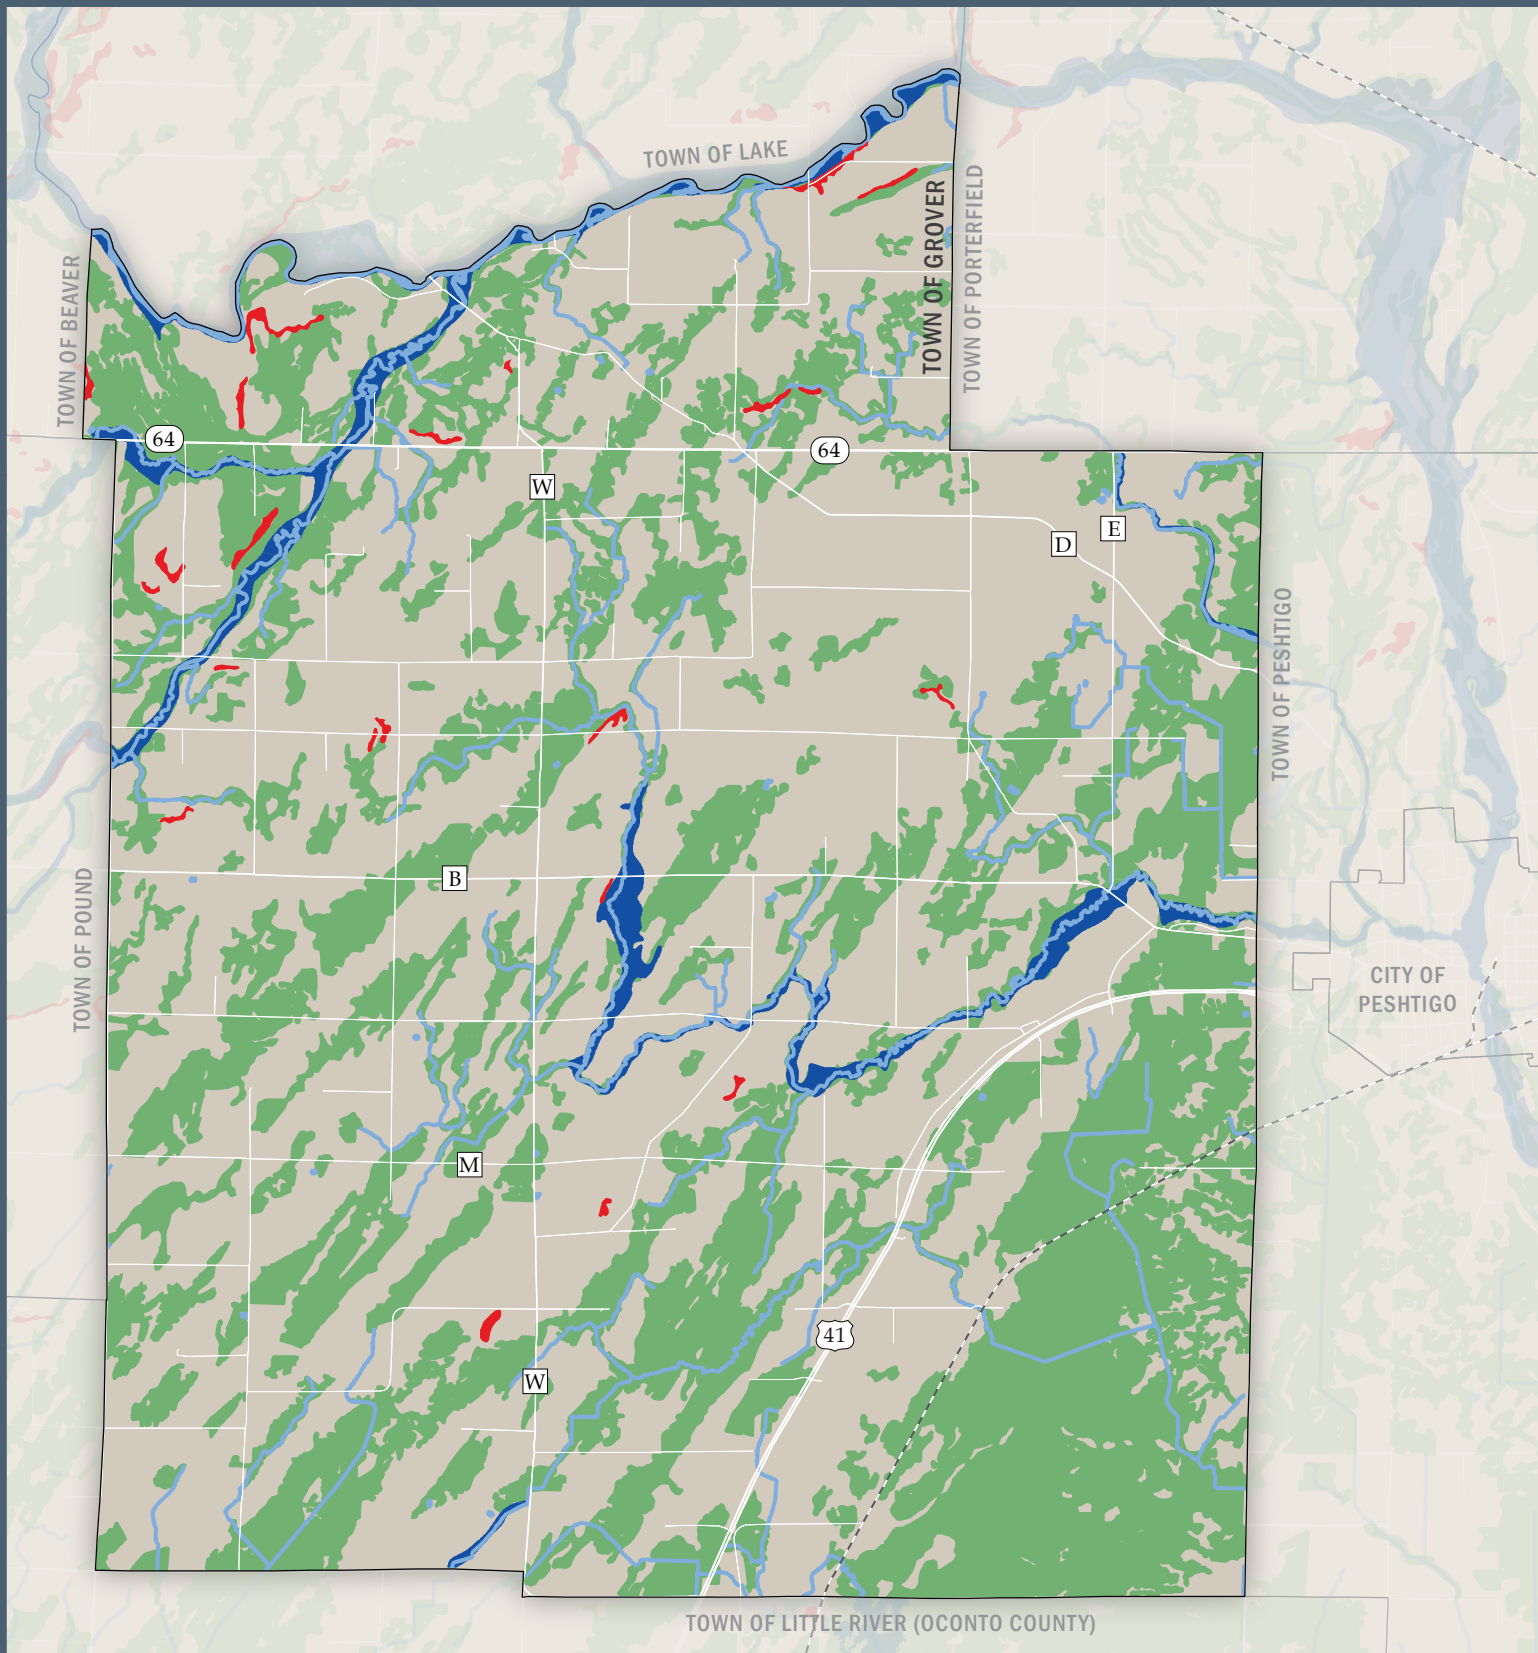 TOWN OF LAKE
TOWN OF GROVER
TOWN OF PORTERFIELD
TOWN OF BEAVER
64
64
W
D
E
TOWN OF PESHTIGO
B
TOWN OF POUND
CITY OF
PESHTIGO
M
41
W
TOWN OF LITTLE RIVER (OCONTO COUNTY)